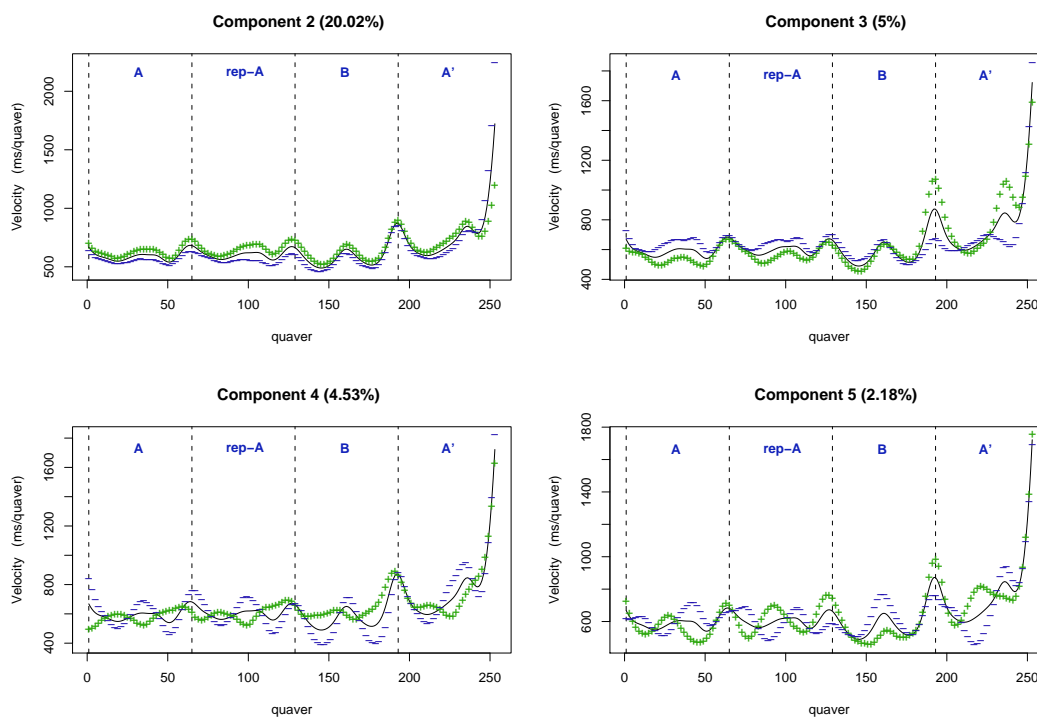 Component 2 (20.02%)
Velocity (ms/quaver)
500 1000 1500 2000
A rep−A B A'
0 50 100 150 200 250
quaver
Component 3 (5%)
Velocity (ms/quaver)
400 800 1200 1600
A rep−A B A'
0 50 100 150 200 250
quaver
Component 4 (4.53%)
Velocity (ms/quaver)
400 800 1200 1600
A rep−A B A'
0 50 100 150 200 250
quaver
Component 5 (2.18%)
Velocity (ms/quaver)
600 1000 1400 1800
A rep−A B A'
0 50 100 150 200 250
quaver